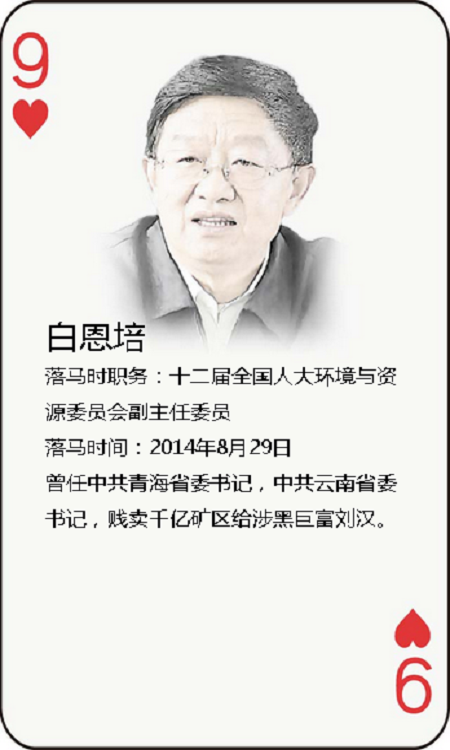 9
白恩培
落马时职务：十二届全国人大环境与资
源委员会副主任委员
落马时间：2014年8月29日
曾任中共青海省委书记，中共云南省委
书记，贱卖千亿矿区给涉黑巨富刘汉。
9